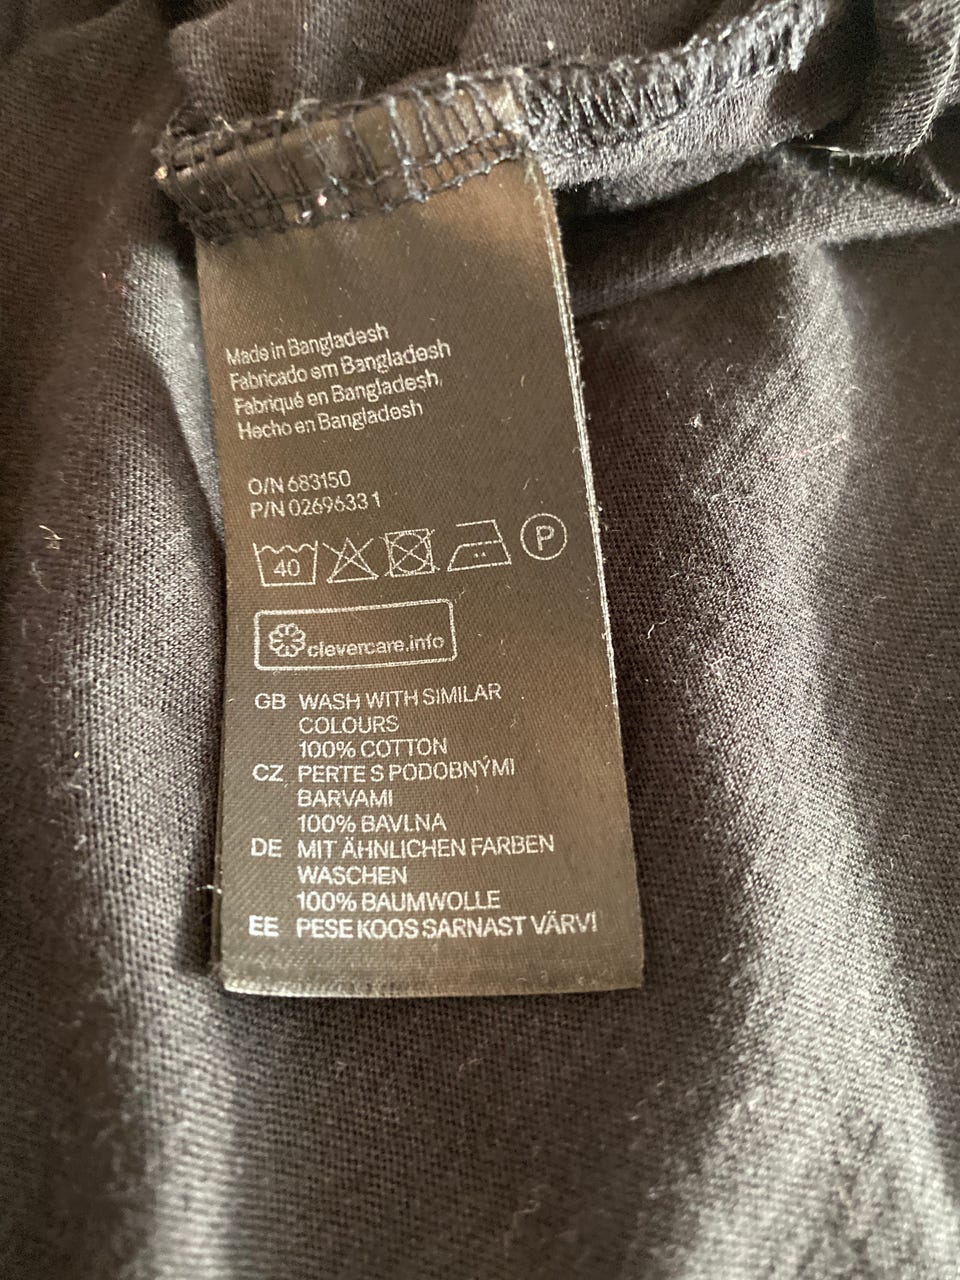 Made in Bangladesh
Fabricado em Bangladesh
Fabriqué en Bangladesh
Hecho en Bangladesh
O/N 683150
P/N 0269633 1
40 P
clevercare.info
GB WASH WITH SIMILAR
COLOURS
100% COTTON
CZ PERTE S PODOBNÝMI
BARVAMI
100% BAVLNA
DE MIT ÄHNLICHEN FARBEN
WASCHEN
100% BAUMWOLLE
EE PESE KOOS SARNAST VÄRVI